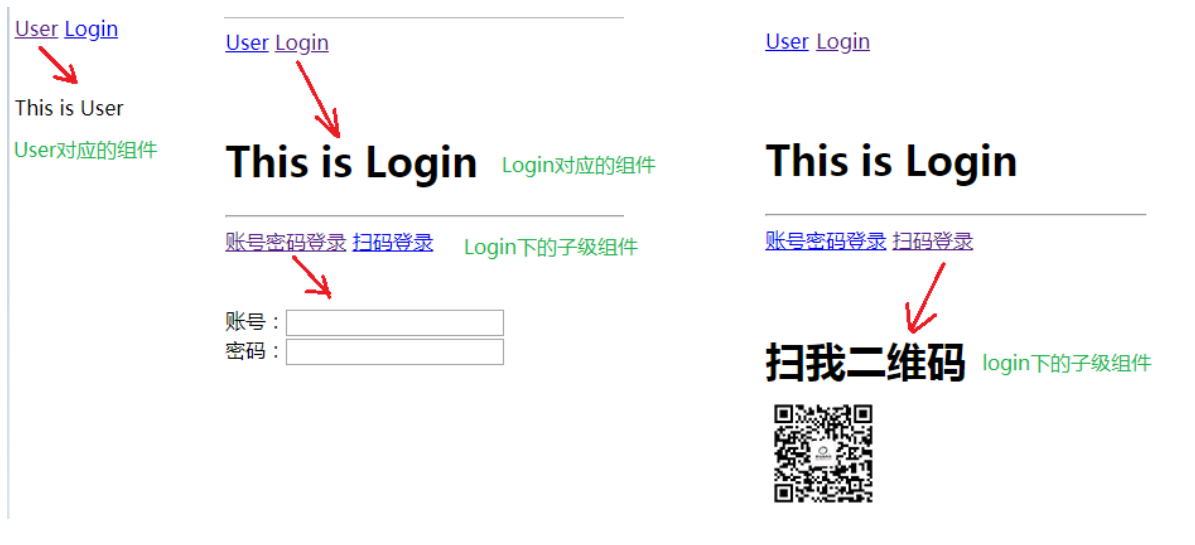 User Login
This is User
User对应的组件
User Login
This is Login
Login对应的组件
账号密码登录 扫码登录
Login下的子级组件
账号：
密码：
User Login
This is Login
账号密码登录 扫码登录
扫我二维码
login下的子级组件